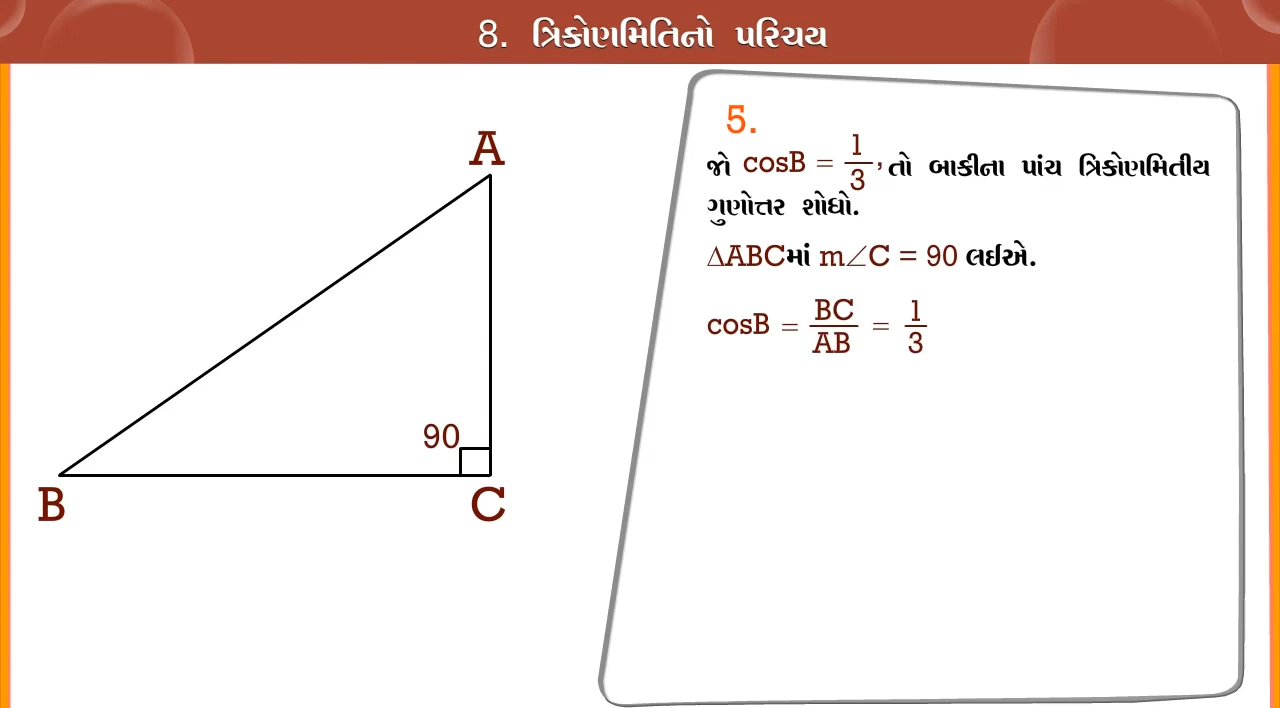 8. ત્રિકોણમિતિનો પરિચય
A
90
B
C
5.
જો cosB = 1/3, તો બાકીના પાંચ ત્રિકોણમિતીય
ગુણોત્તર શોધો.
∆ABCમાં m∠C = 90 લઈએ.
cosB = BC/AB = 1/3